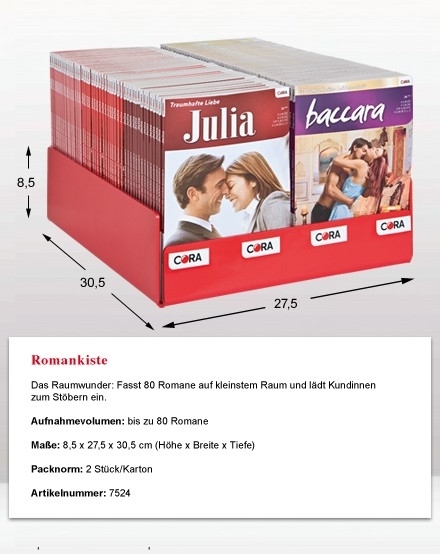 CORA
CORA
Traumhafte Liebe
Julia
baccara
8,5
CORA
CORA
CORA
CORA
30,5
27,5
Romankiste
Das Raumwunder: Fasst 80 Romane auf kleinstem Raum und lädt Kundinnen
zum Stöbern ein.
Aufnahmevolumen: bis zu 80 Romane
Maße: 8,5 x 27,5 x 30,5 cm (Höhe x Breite x Tiefe)
Packnorm: 2 Stück/Karton
Artikelnummer: 7524